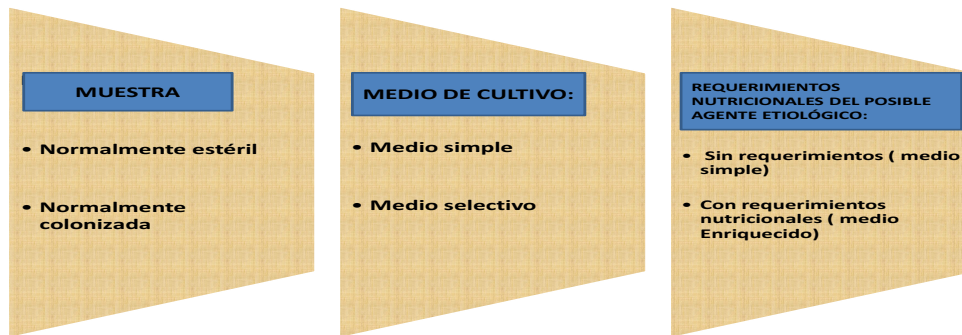 MUESTRA
• Normalmente estéril
• Normalmente
colonizada
MEDIO DE CULTIVO:
• Medio simple
• Medio selectivo
REQUERIMIENTOS
NUTRICIONALES DEL POSIBLE
AGENTE ETIOLÓGICO:
• Sin requerimientos ( medio
simple)
• Con requerimientos
nutricionales ( medio
Enriquecido)